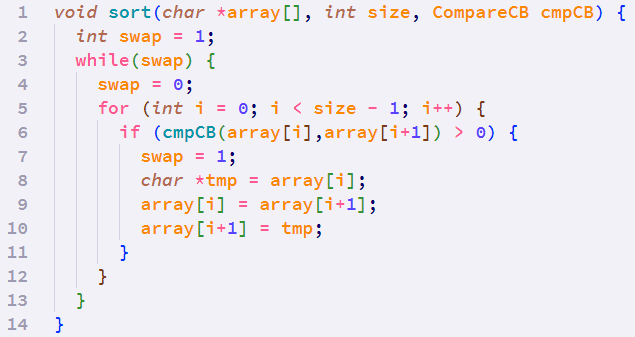 1 void sort(char *array[], int size, CompareCB cmpCB) {
2   int swap = 1;
3   while(swap) {
4     swap = 0;
5     for (int i = 0; i < size - 1; i++) {
6       if (cmpCB(array[i],array[i+1]) > 0) {
7         swap = 1;
8         char *tmp = array[i];
9         array[i] = array[i+1];
10         array[i+1] = tmp;
11       }
12     }
13   }
14 }